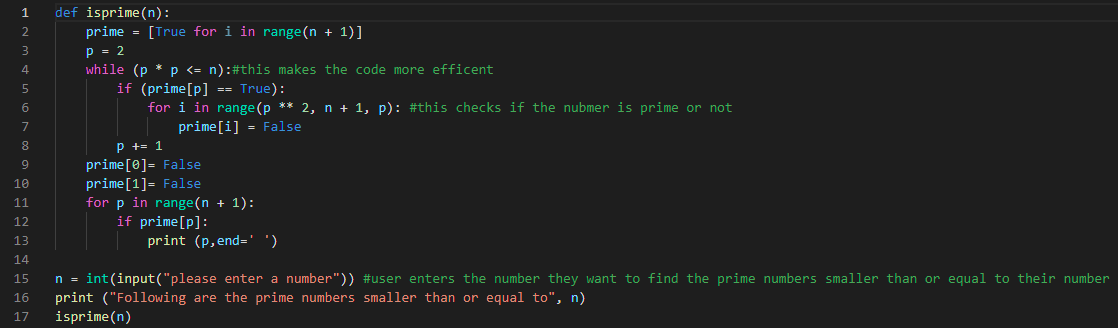 1 def isprime(n):
2     prime = [True for i in range(n + 1)]
3     p = 2
4     while (p * p <= n):#this makes the code more efficent
5         if (prime[p] == True):
6             for i in range(p ** 2, n + 1, p): #this checks if the nubmer is prime or not
7                 prime[i] = False
8         p += 1
9     prime[0]= False
10     prime[1]= False
11     for p in range(n + 1):
12         if prime[p]:
13             print (p,end=' ')
14
15 n = int(input("please enter a number")) #user enters the number they want to find the prime numbers smaller than or equal to their number
16 print ("Following are the prime numbers smaller than or equal to", n)
17 isprime(n)